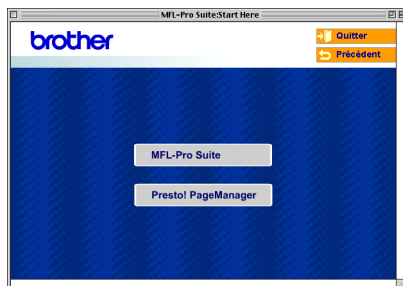 MFL-Pro Suite:Start Here
brother
Quitter
Précédent
MFL-Pro Suite
Presto! PageManager